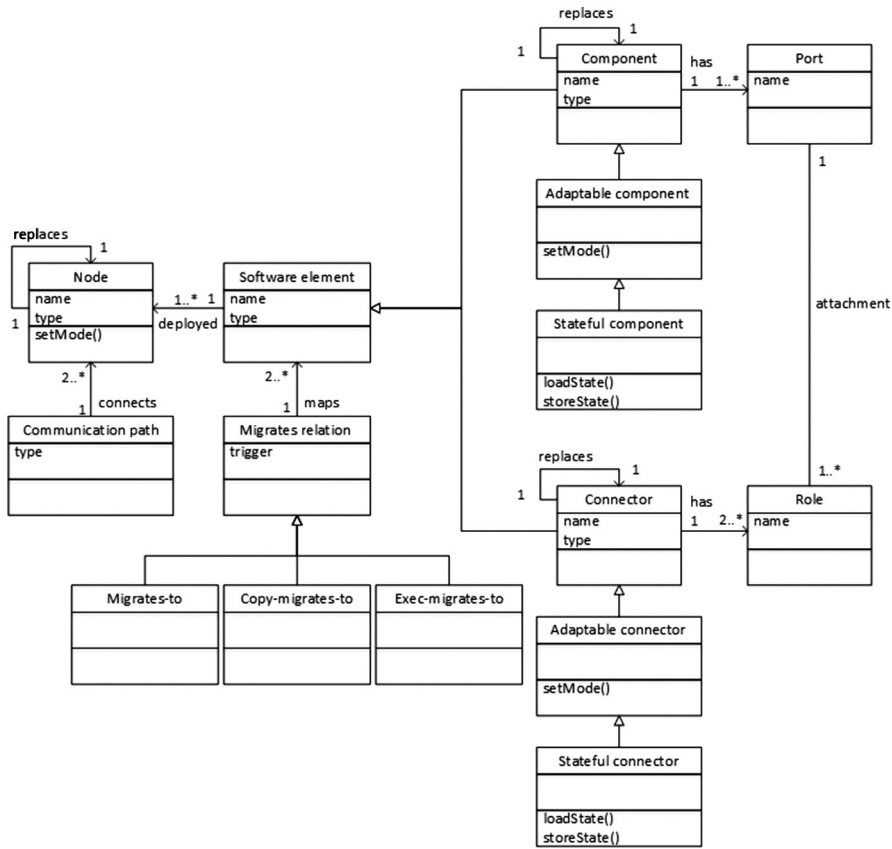 replaces
1
1
Component
name
type
has
1
1..*
Port
name
1
Adaptable component
setMode()
Stateful component
loadState()
storeState()
attachment
replaces
1
1
Node
name
type
setMode()
1..*
1
deployed
Software element
name
type
2..*
1
connects
Communication path
type
2..*
1
maps
Migrates relation
trigger
Migrates-to
Copy-migrates-to
Exec-migrates-to
replaces
1
1
Connector
name
type
has
1
2..*
1..*
Role
name
Adaptable connector
setMode()
Stateful connector
loadState()
storeState()